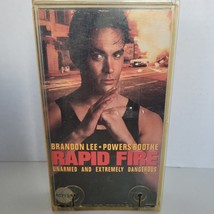 BRANDON LEE • POWERS BOOTHE
RAPID FIRE
UNARMED AND EXTREMELY DANGEROUS